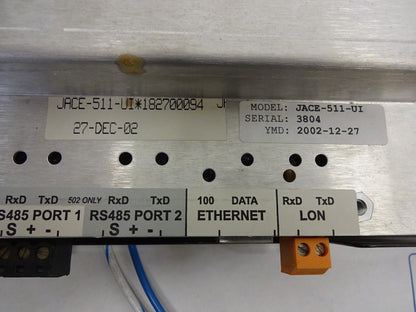 JACE-511-UI*182700094 J
27-DEC-02
MODEL: JACE-511-UI
SERIAL: 3804
YMD: 2002-12-27
RxD TxD 502 ONLY RxD TxD 100 DATA RxD TxD
S485 PORT 1 RS485 PORT 2 ETHERNET LON
S + - S + -